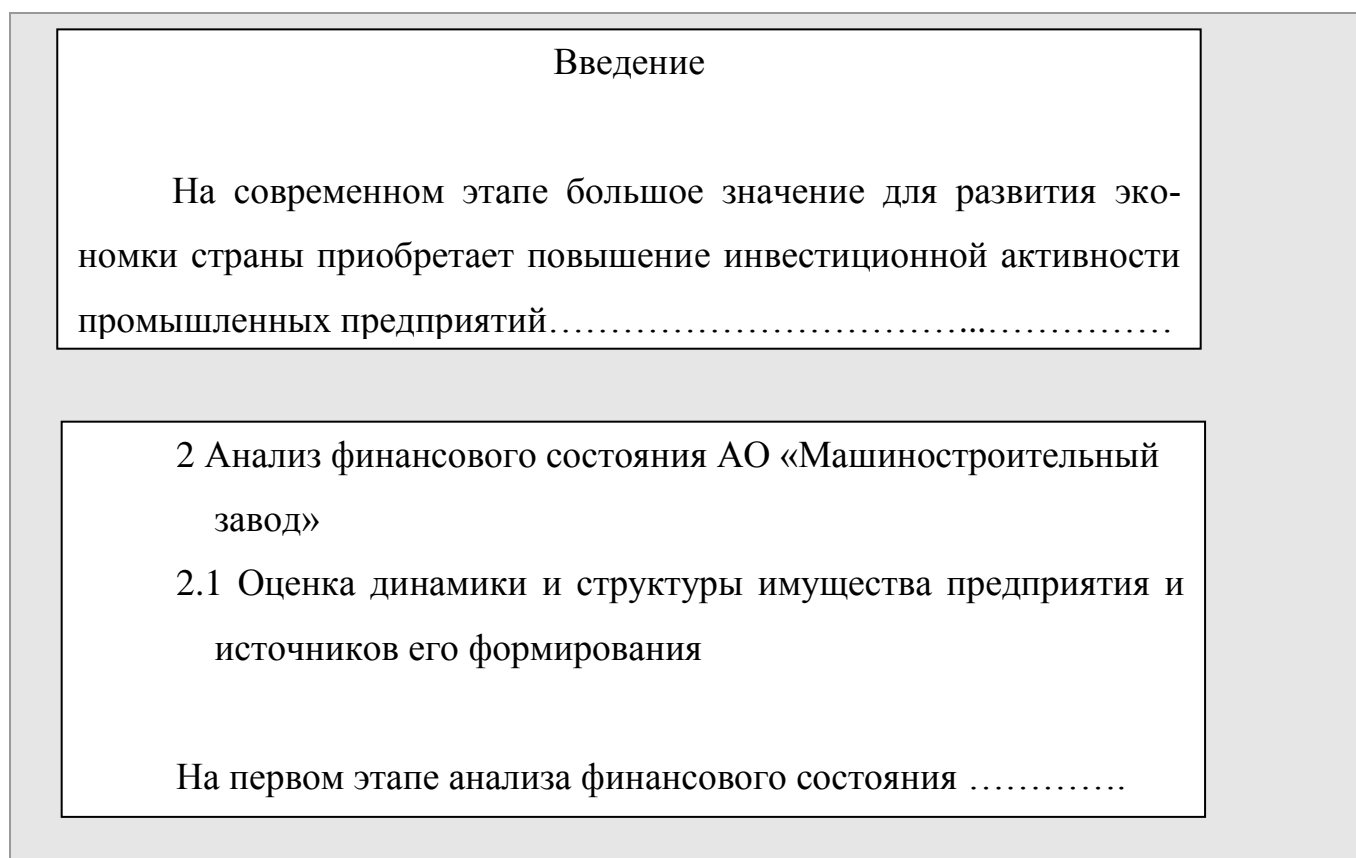 Введение
На современном этапе большое значение для развития эко-
номки страны приобретает повышение инвестиционной активности
промышленных предприятий……………………………...……………
2 Анализ финансового состояния АО «Машиностроительный
завод»
2.1 Оценка динамики и структуры имущества предприятия и
источников его формирования
На первом этапе анализа финансового состояния ………….